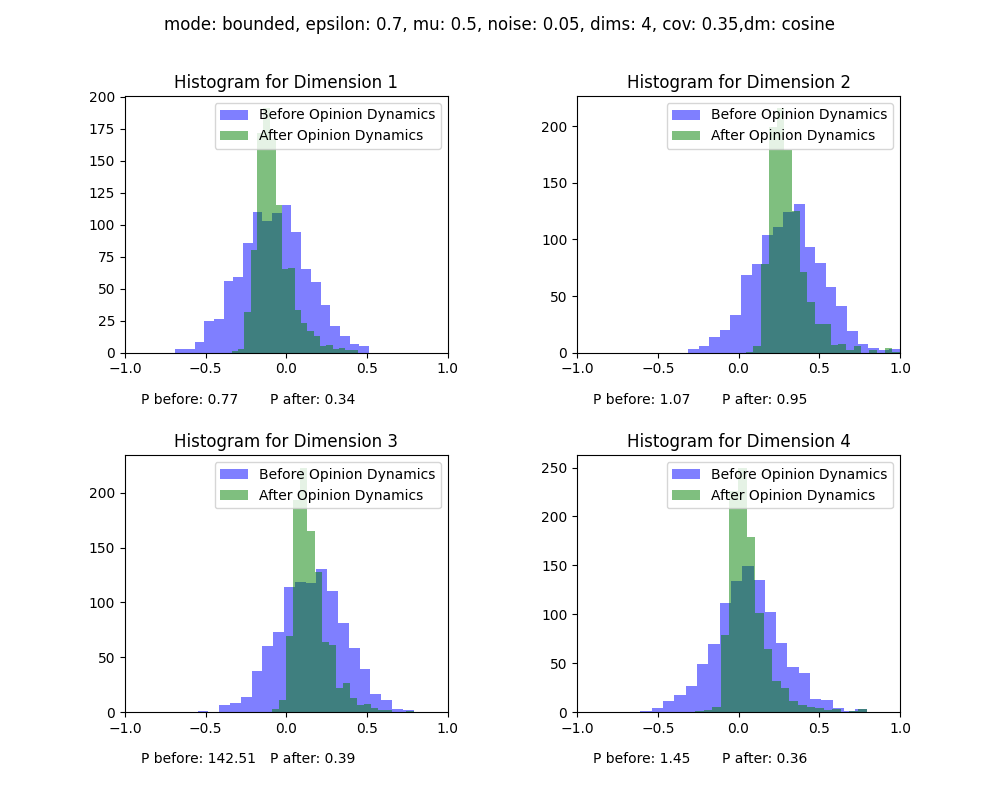 mode: bounded, epsilon: 0.7, mu: 0.5, noise: 0.05, dims: 4, cov: 0.35,dm: cosine
Histogram for Dimension 1
Before Opinion Dynamics
After Opinion Dynamics
200
175
150
125
100
75
50
25
0
−1.0 −0.5 0.0 0.5 1.0
P before: 0.77 P after: 0.34
Histogram for Dimension 2
Before Opinion Dynamics
After Opinion Dynamics
200
150
100
50
0
−1.0 −0.5 0.0 0.5 1.0
P before: 1.07 P after: 0.95
Histogram for Dimension 3
Before Opinion Dynamics
After Opinion Dynamics
200
150
100
50
0
−1.0 −0.5 0.0 0.5 1.0
P before: 142.51 P after: 0.39
Histogram for Dimension 4
Before Opinion Dynamics
After Opinion Dynamics
250
200
150
100
50
0
−1.0 −0.5 0.0 0.5 1.0
P before: 1.45 P after: 0.36